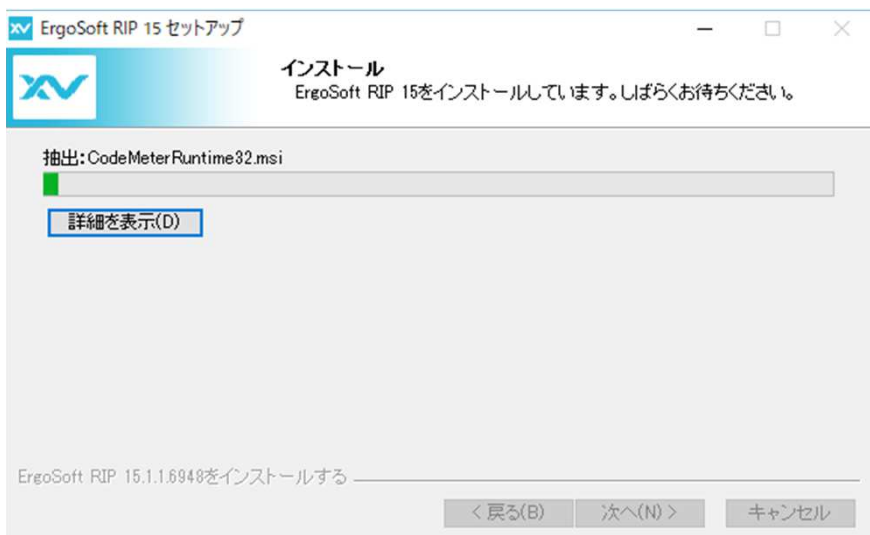 ErgoSoft RIP 15 セットアップ
インストール
ErgoSoft RIP 15をインストールしています。しばらくお待ちください。
抽出:CodeMeterRuntime32.msi
詳細を表示(D)
ErgoSoft RIP 15.1.1.6948をインストールする
< 戻る(B)
次へ(N) >
キャンセル